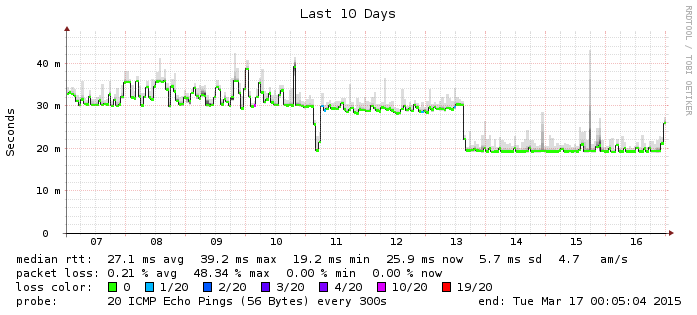 Last 10 Days
RRDTOOL / TOBI OETIKER
Seconds
40 m
30 m
20 m
10 m
0
07 08 09 10 11 12 13 14 15 16
median rtt: 27.1 ms avg 39.2 ms max 19.2 ms min 25.9 ms now 5.7 ms sd 4.7 am/s
packet loss: 0.21 % avg 48.34 % max 0.00 % min 0.00 % now
loss color: 0 1/20 2/20 3/20 4/20 10/20 19/20
probe: 20 ICMP Echo Pings (56 Bytes) every 300s end: Tue Mar 17 00:05:04 2015